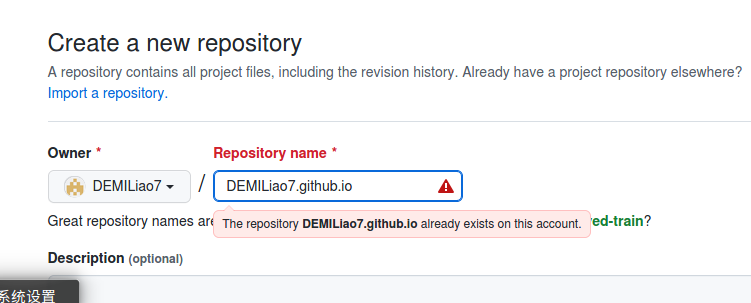 Create a new repository
A repository contains all project files, including the revision history. Already have a project repository elsewhere?
Import a repository.
Owner * Repository name *
DEMILiao7 / DEMILiao7.github.io
Great repository names are ed-train?
The repository DEMILiao7.github.io already exists on this account.
Description (optional)
系统设置